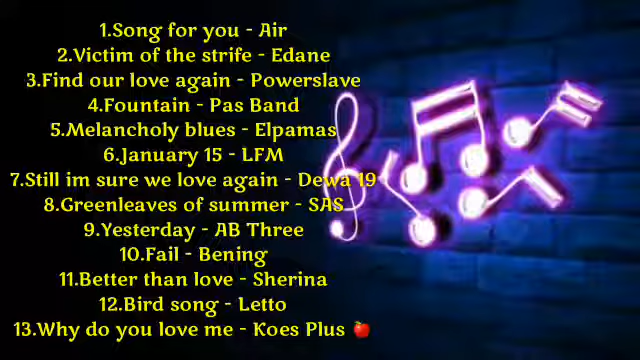 1.Song for you - Air
2.Victim of the strife - Edane
3.Find our love again - Powerslave
4.Fountain - Pas Band
5.Melancholy blues - Elpamas
6.January 15 - LFM
7.Still im sure we love again - Dewa 19
8.Greenleaves of summer - SAS
9.Yesterday - AB Three
10.Fail - Bening
11.Better than love - Sherina
12.Bird song - Letto
13.Why do you love me - Koes Plus 🍎